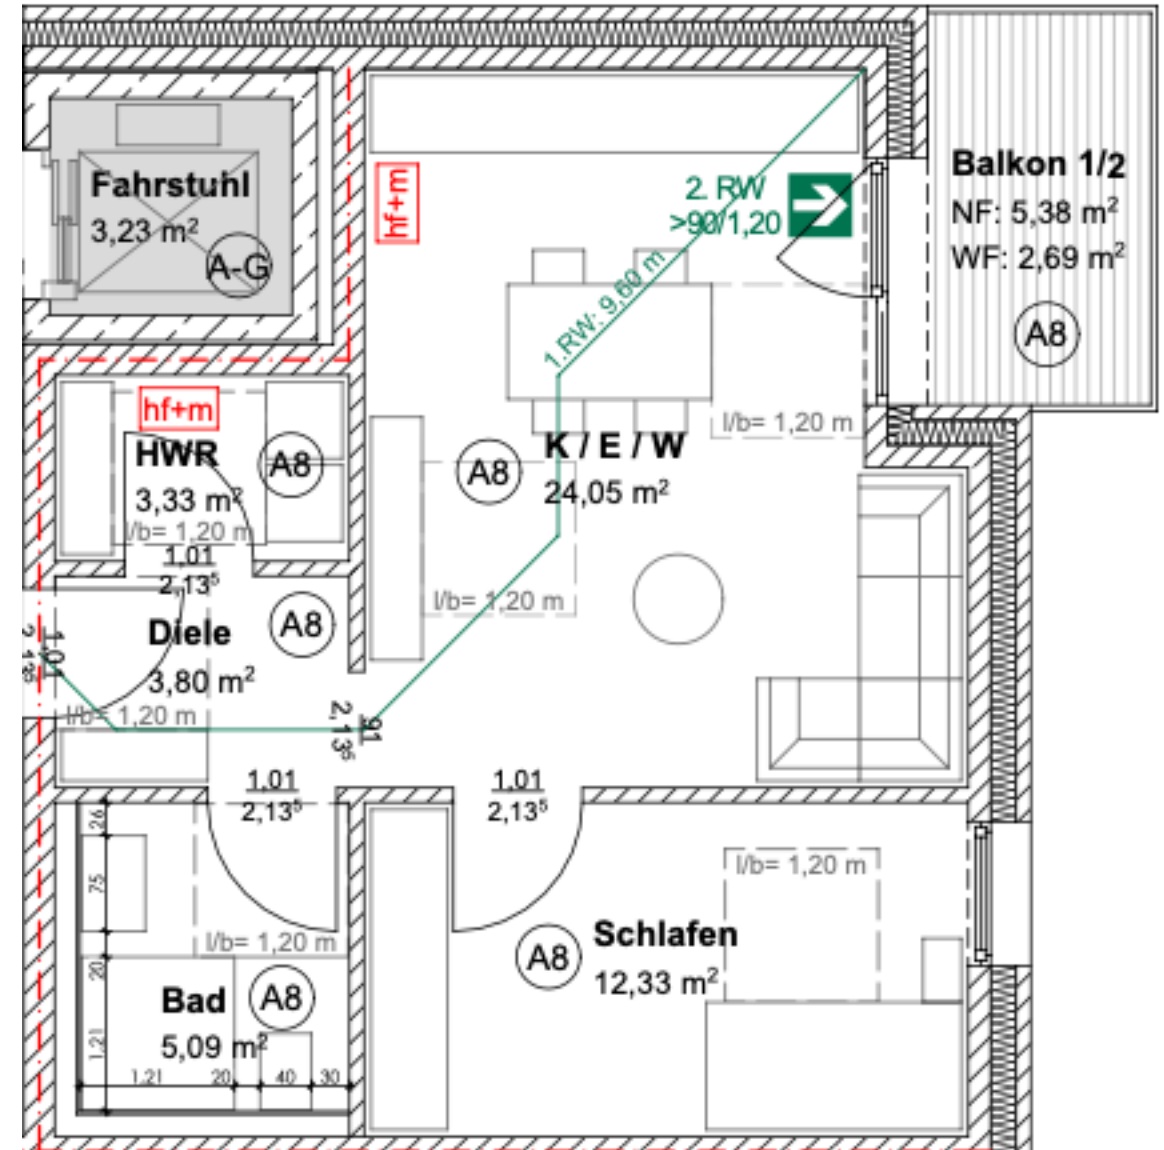 Fahrstuhl
3,23 m²
A-G
hf+m
2. RW
>90/1,20
1.RW: 9,60 m
Balkon 1/2
NF: 5,38 m²
WF: 2,69 m²
A8
l/b= 1,20 m
K / E / W
24,05 m²
A8
l/b= 1,20 m
hf+m
HWR
3,33 m²
A8
l/b= 1,20 m
1,01
2,13⁵
Diele
3,80 m²
A8
1,01
2,13⁵
l/b= 1,20 m
91
2,13⁵
1,01
2,13⁵
1,01
2,13⁵
26
75
20
1,21
l/b= 1,20 m
Bad
5,09 m²
A8
1,21
20
40
30
l/b= 1,20 m
Schlafen
12,33 m²
A8